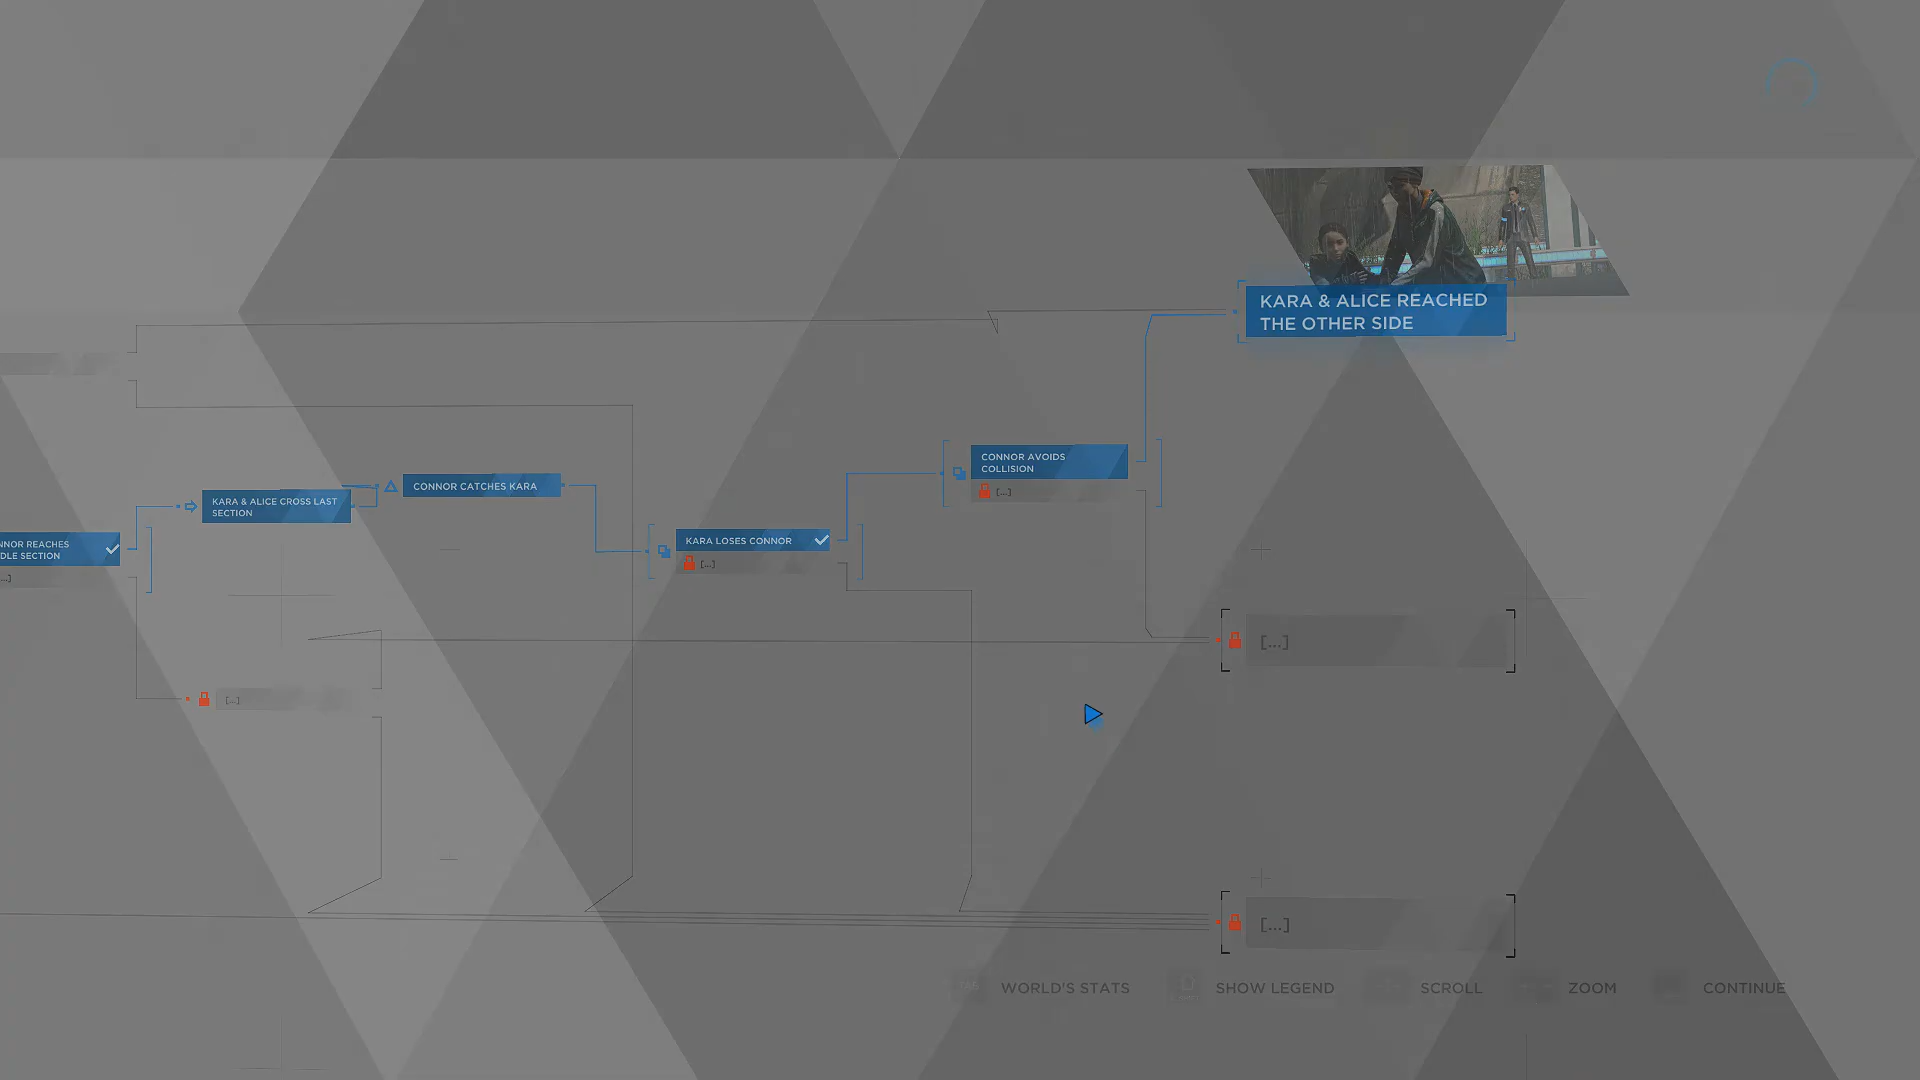 KARA & ALICE REACHED
THE OTHER SIDE
CONNOR AVOIDS
COLLISION
[...]
KARA & ALICE CROSS LAST
SECTION
CONNOR CATCHES KARA
KARA LOSES CONNOR
[...]
NNOR REACHES
DLE SECTION
...]
[...]
[...]
[...]
WORLD'S STATS
SHOW LEGEND
SCROLL
ZOOM
CONTINUE